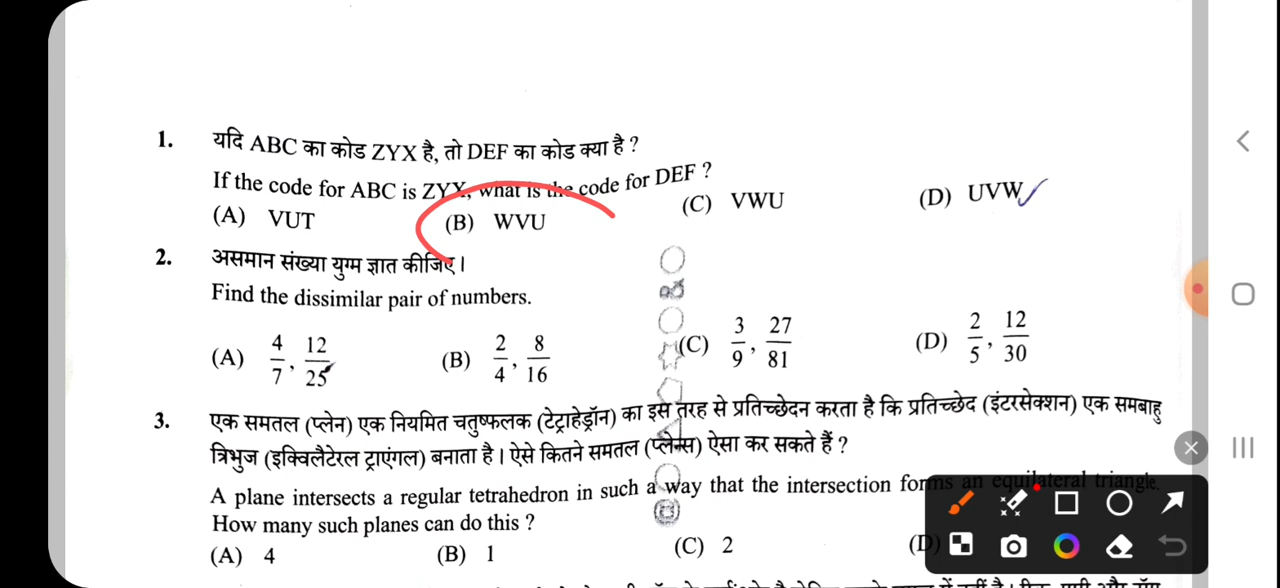 1. यदि ABC का कोड ZYX है, तो DEF का कोड क्या है ?
If the code for ABC is ZYX, what is the code for DEF ?
(A) VUT (B) WVU (C) VWU (D) UVW
2. असमान संख्या युग्म ज्ञात कीजिए।
Find the dissimilar pair of numbers.
(A) 4/7, 12/25 (B) 2/4, 8/16 (C) 3/9, 27/81 (D) 2/5, 12/30
3. एक समतल (प्लेन) एक नियमित चतुष्फलक (टेट्राहेड्रॉन) का इस तरह से प्रतिच्छेदन करता है कि प्रतिच्छेद (इंटरसेक्शन) एक समबाहु
त्रिभुज (इक्विलैटेरल ट्राएंगल) बनाता है। ऐसे कितने समतल (प्लेन्स) ऐसा कर सकते हैं ?
A plane intersects a regular tetrahedron in such a way that the intersection forms an equilateral triangle.
How many such planes can do this ?
(A) 4 (B) 1 (C) 2 (D)